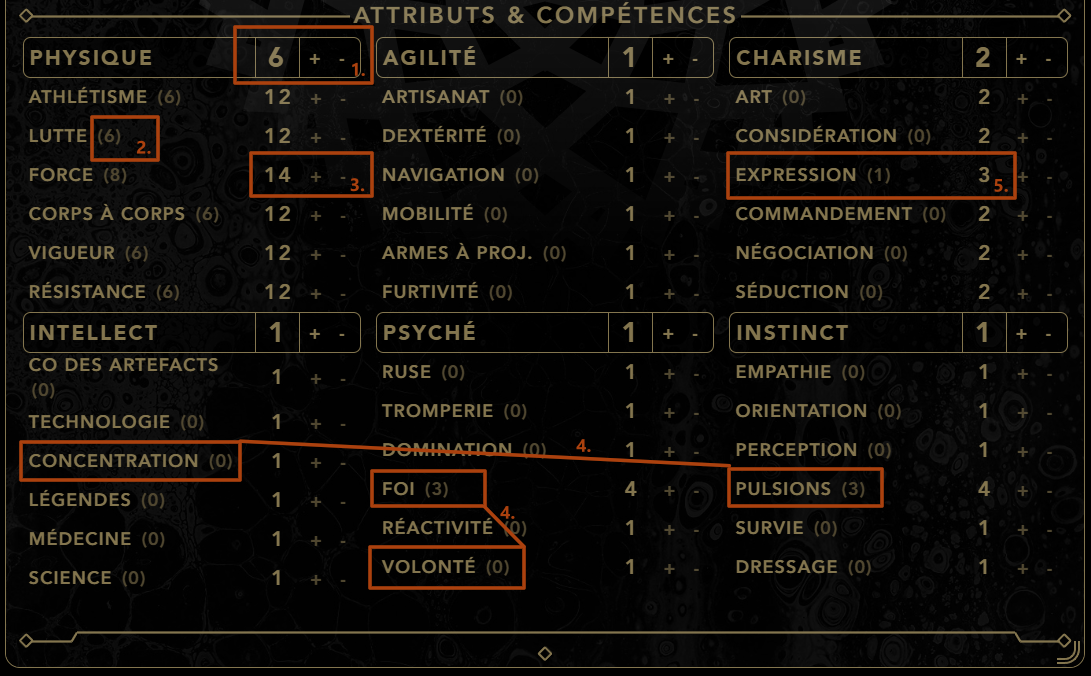 ATTRIBUTS & COMPÉTENCES
PHYSIQUE 6 + - 1.
ATHLÉTISME (6) 12 + -
LUTTE (6) 2. 12 + -
FORCE (8) 14 + - 3.
CORPS À CORPS (6) 12 + -
VIGUEUR (6) 12 + -
RÉSISTANCE (6) 12 + -
AGILITÉ 1 + -
ARTISANAT (0) 1 + -
DEXTÉRITÉ (0) 1 + -
NAVIGATION (0) 1 + -
MOBILITÉ (0) 1 + -
ARMES À PROJ. (0) 1 + -
FURTIVITÉ (0) 1 + -
CHARISME 2 + -
ART (0) 2 + -
CONSIDÉRATION (0) 2 + -
EXPRESSION (1) 3 5. + -
COMMANDEMENT (0) 2 + -
NÉGOCIATION (0) 2 + -
SÉDUCTION (0) 2 + -
INTELLECT 1 + -
CO DES ARTEFACTS
(0) 1 + -
TECHNOLOGIE (0) 1 + -
CONCENTRATION (0) 1 + -
LÉGENDES (0) 1 + -
MÉDECINE (0) 1 + -
SCIENCE (0) 1 + -
PSYCHÉ 1 + -
RUSE (0) 1 + -
TROMPERIE (0) 1 + -
DOMINATION (0) 4. 1 + -
FOI (3) 4 + -
4.
RÉACTIVITÉ (0) 1 + -
VOLONTÉ (0) 1 + -
INSTINCT 1 + -
EMPATHIE (0) 1 + -
ORIENTATION (0) 1 + -
PERCEPTION (0) 1 + -
PULSIONS (3) 4 + -
SURVIE (0) 1 + -
DRESSAGE (0) 1 + -